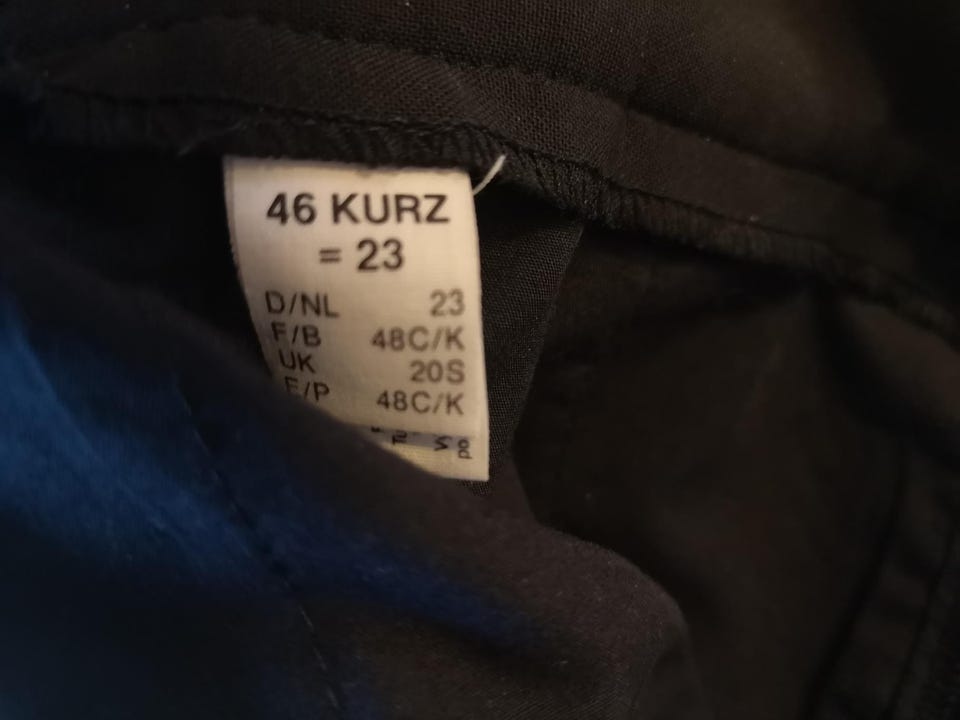 46 KURZ
= 23
D/NL 23
F/B 48C/K
UK 20S
E/P 48C/K